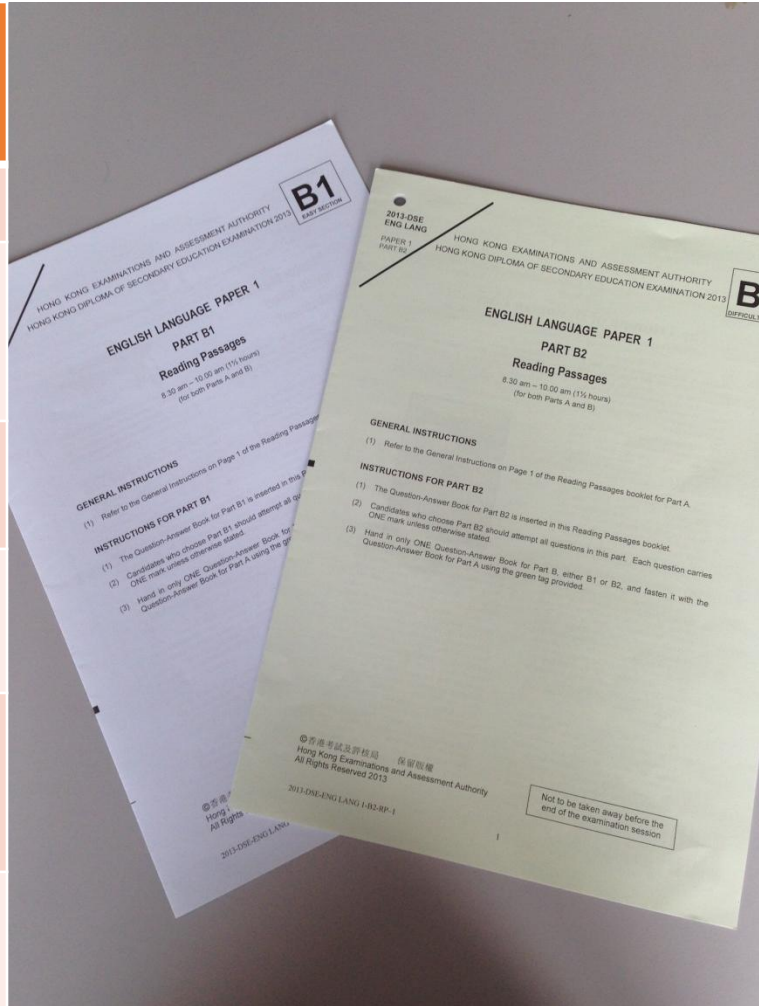 B1
EASY SECTION
HONG KONG EXAMINATIONS AND ASSESSMENT AUTHORITY
HONG KONG DIPLOMA OF SECONDARY EDUCATION EXAMINATION 2013
ENGLISH LANGUAGE PAPER 1
PART B1
Reading Passages
8.30 am – 10.00 am (1½ hours)
(for both Parts A and B)
GENERAL INSTRUCTIONS
(1) Refer to the General Instructions on Page 1 of the Reading Passages
INSTRUCTIONS FOR PART B1
(1) The Question-Answer Book for Part B1 is inserted in this
(2) Candidates who choose Part B1 should attempt all
ONE mark unless otherwise stated.
(3) Hand in only ONE Question-Answer Book for
Question-Answer Book for Part A using the
©香港
Hong
All Rights
2013-DSE-ENG LANG
2013-DSE
ENG LANG
PAPER 1
PART B2
HONG KONG EXAMINATIONS AND ASSESSMENT AUTHORITY
HONG KONG DIPLOMA OF SECONDARY EDUCATION EXAMINATION 2013
B
ENGLISH LANGUAGE PAPER 1
PART B2
Reading Passages
8.30 am – 10.00 am (1½ hours)
(for both Parts A and B)
GENERAL INSTRUCTIONS
(1) Refer to the General Instructions on Page 1 of the Reading Passages booklet for Part A.
INSTRUCTIONS FOR PART B2
(1) The Question-Answer Book for Part B2 is inserted in this Reading Passages booklet.
(2) Candidates who choose Part B2 should attempt all questions in this part. Each question carries
ONE mark unless otherwise stated.
(3) Hand in only ONE Question-Answer Book for Part B, either B1 or B2, and fasten it with the
Question-Answer Book for Part A using the green tag provided.
©香港考試及評核局 保留版權
Hong Kong Examinations and Assessment Authority
All Rights Reserved 2013
2013-DSE-ENG LANG 1-B2-RP-1
1
Not to be taken away before the
end of the examination session